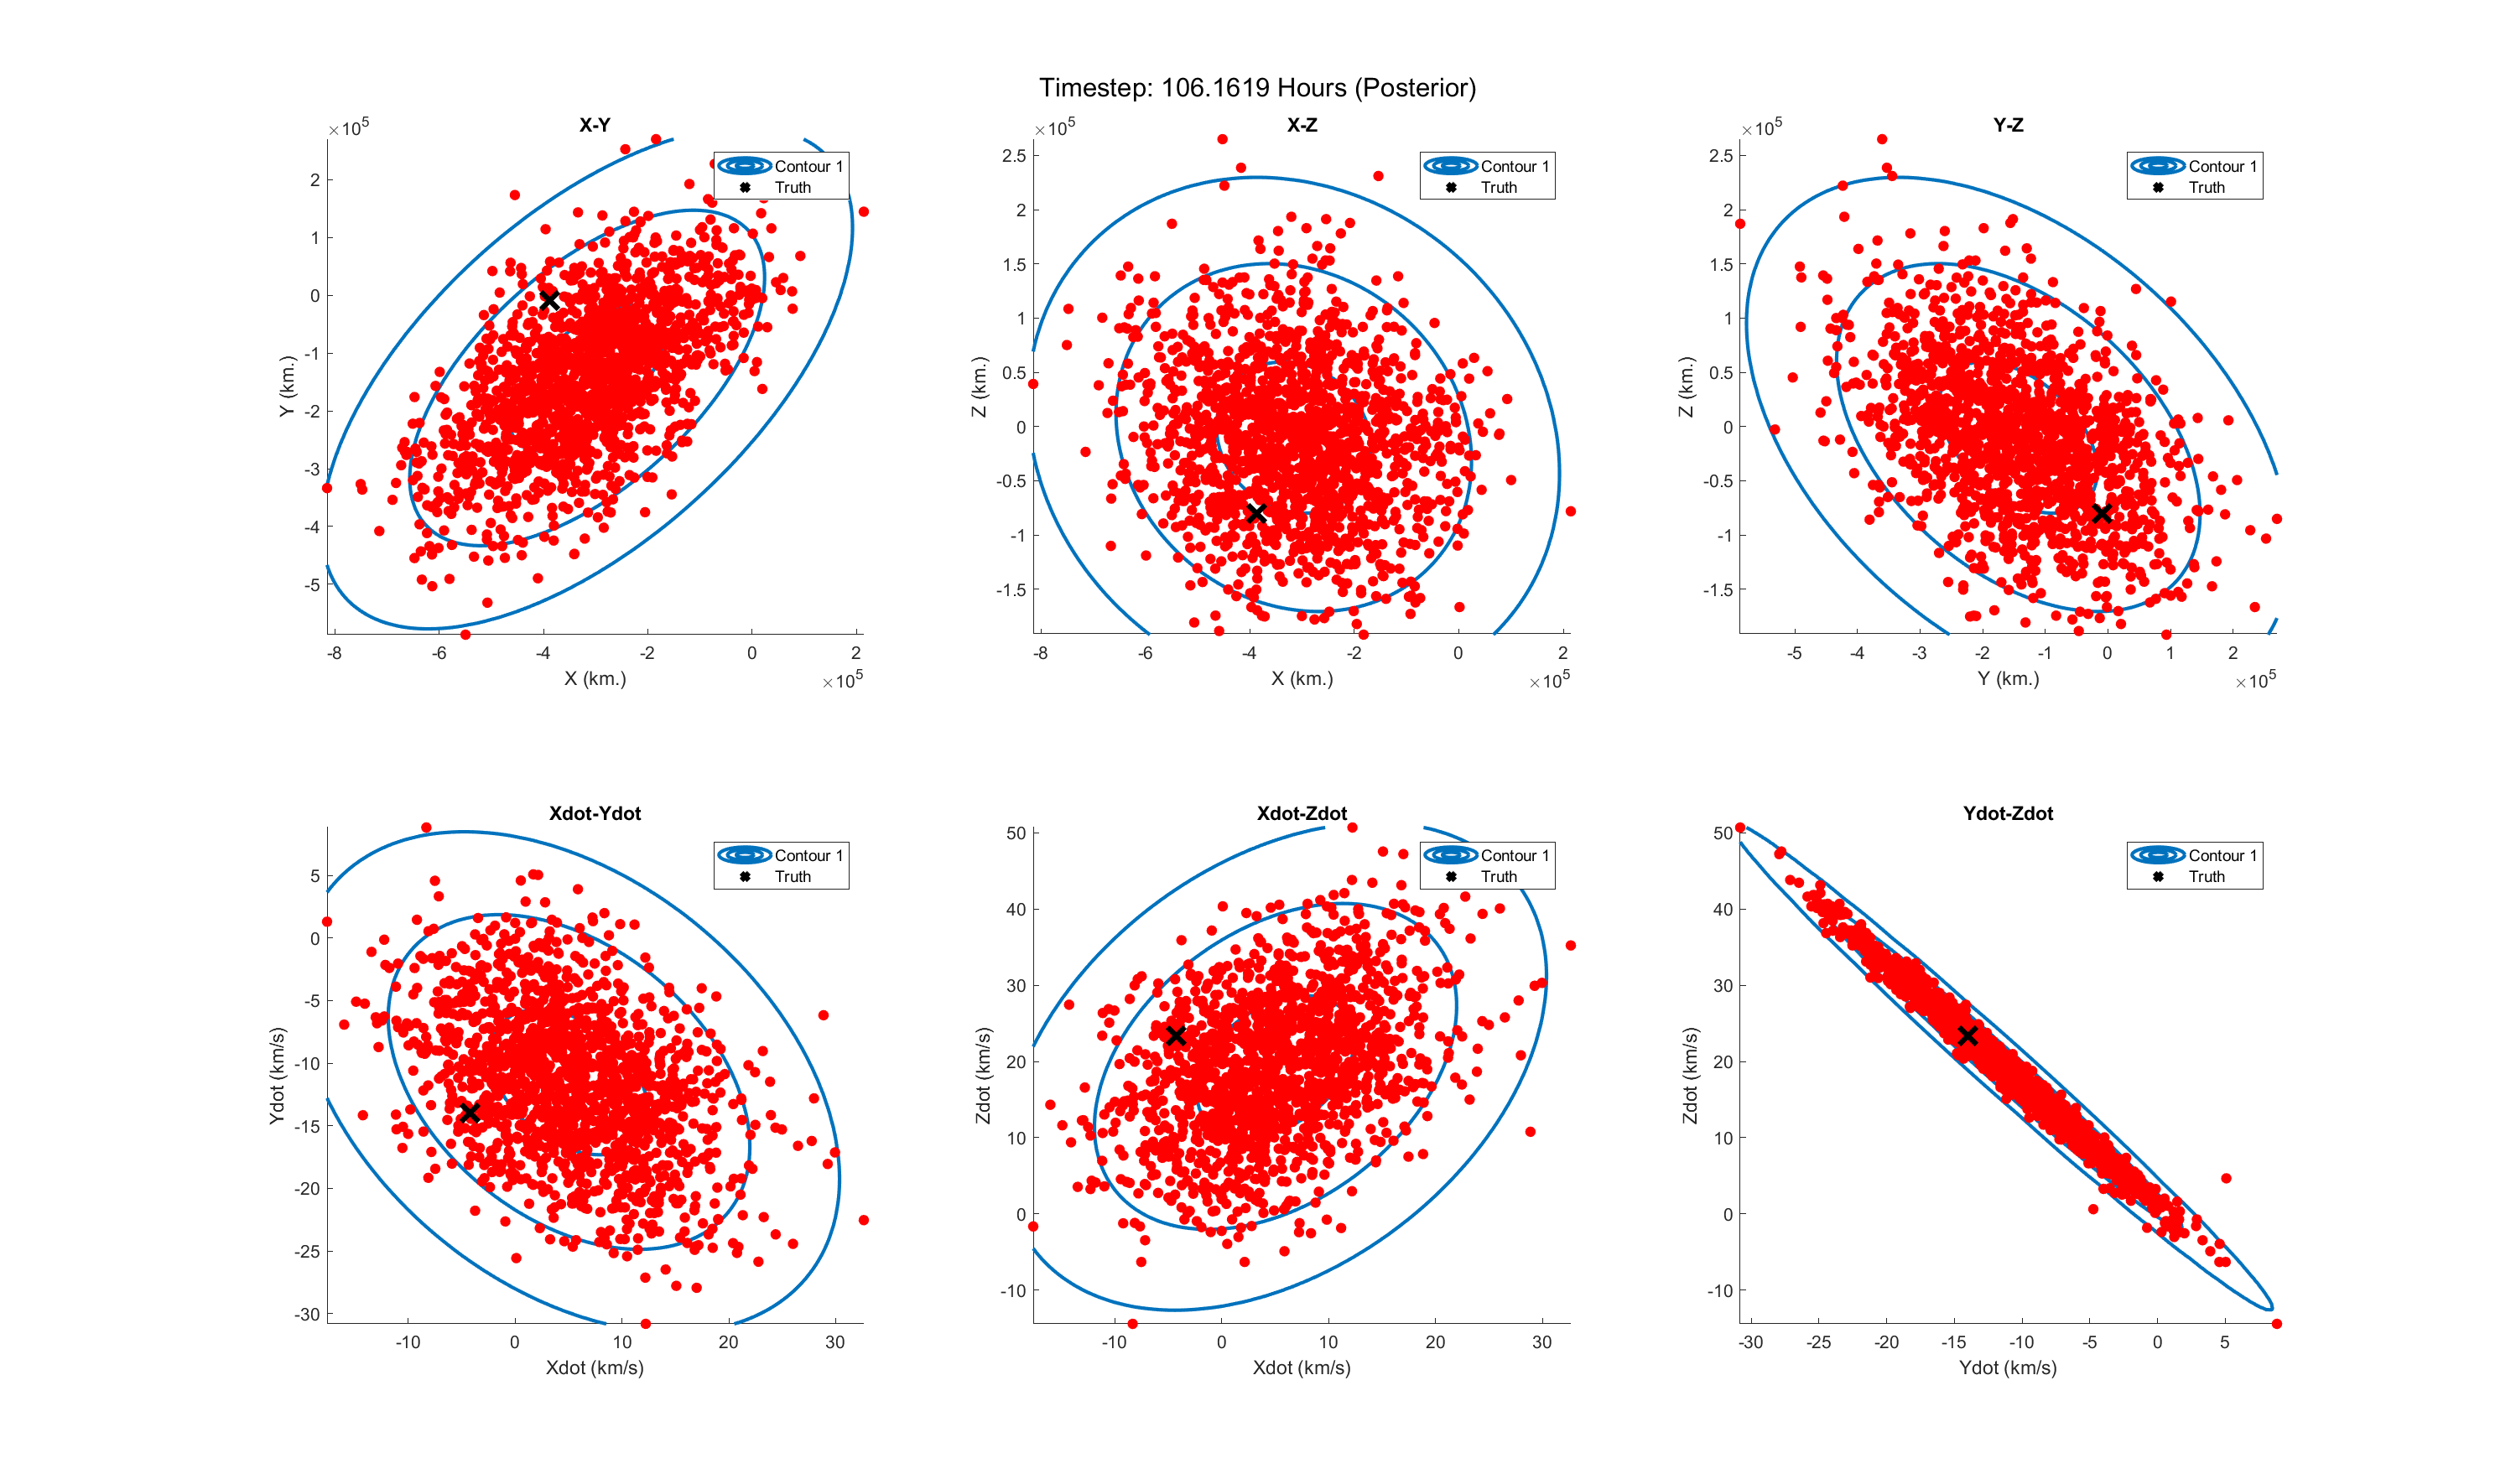 Timestep: 106.1619 Hours (Posterior)
X-Y
×10^5
2
1
0
-1
-2
-3
-4
-5
Y (km.)
-8 -6 -4 -2 0 2
X (km.)
×10^5
Contour 1
Truth
X-Z
×10^5
2.5
2
1.5
1
0.5
0
-0.5
-1
-1.5
Z (km.)
-8 -6 -4 -2 0 2
X (km.)
×10^5
Contour 1
Truth
Y-Z
×10^5
2.5
2
1.5
1
0.5
0
-0.5
-1
-1.5
Z (km.)
-5 -4 -3 -2 -1 0 1 2
Y (km.)
×10^5
Contour 1
Truth
Xdot-Ydot
5
0
-5
-10
-15
-20
-25
-30
Ydot (km/s)
-10 0 10 20 30
Xdot (km/s)
Contour 1
Truth
Xdot-Zdot
50
40
30
20
10
0
-10
Zdot (km/s)
-10 0 10 20 30
Xdot (km/s)
Contour 1
Truth
Ydot-Zdot
50
40
30
20
10
0
-10
Zdot (km/s)
-30 -25 -20 -15 -10 -5 0 5
Ydot (km/s)
Contour 1
Truth